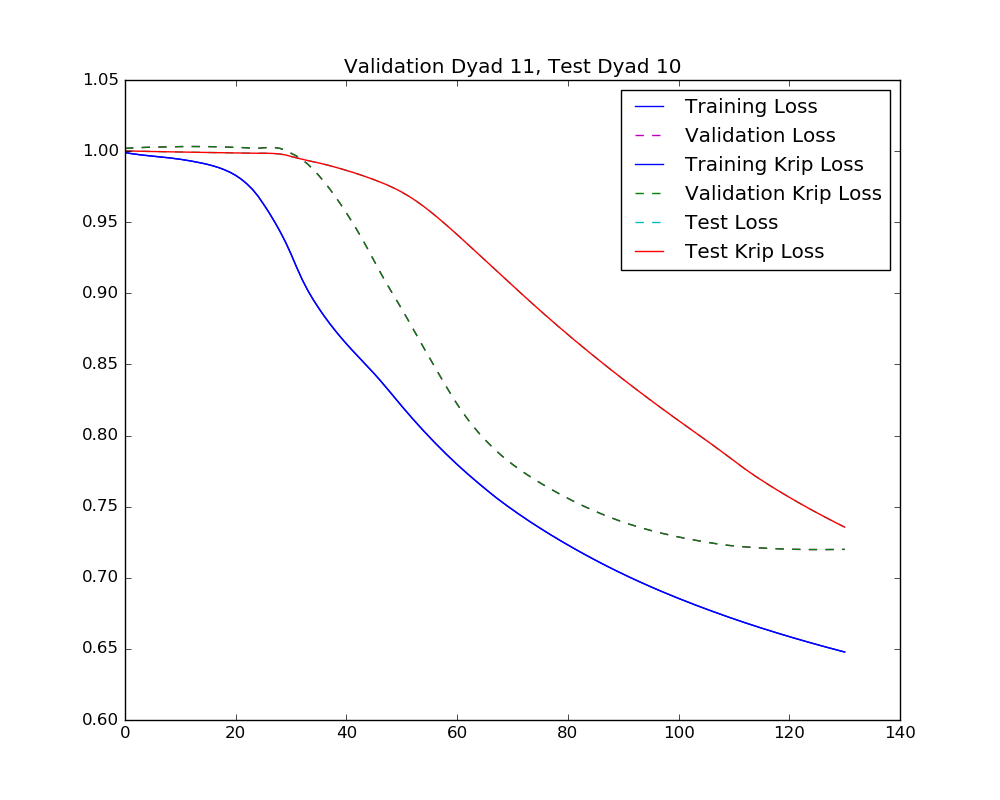 Validation Dyad 11, Test Dyad 10
1.05
1.00
0.95
0.90
0.85
0.80
0.75
0.70
0.65
0.60
Training Loss
Validation Loss
Training Krip Loss
Validation Krip Loss
Test Loss
Test Krip Loss
0 20 40 60 80 100 120 140